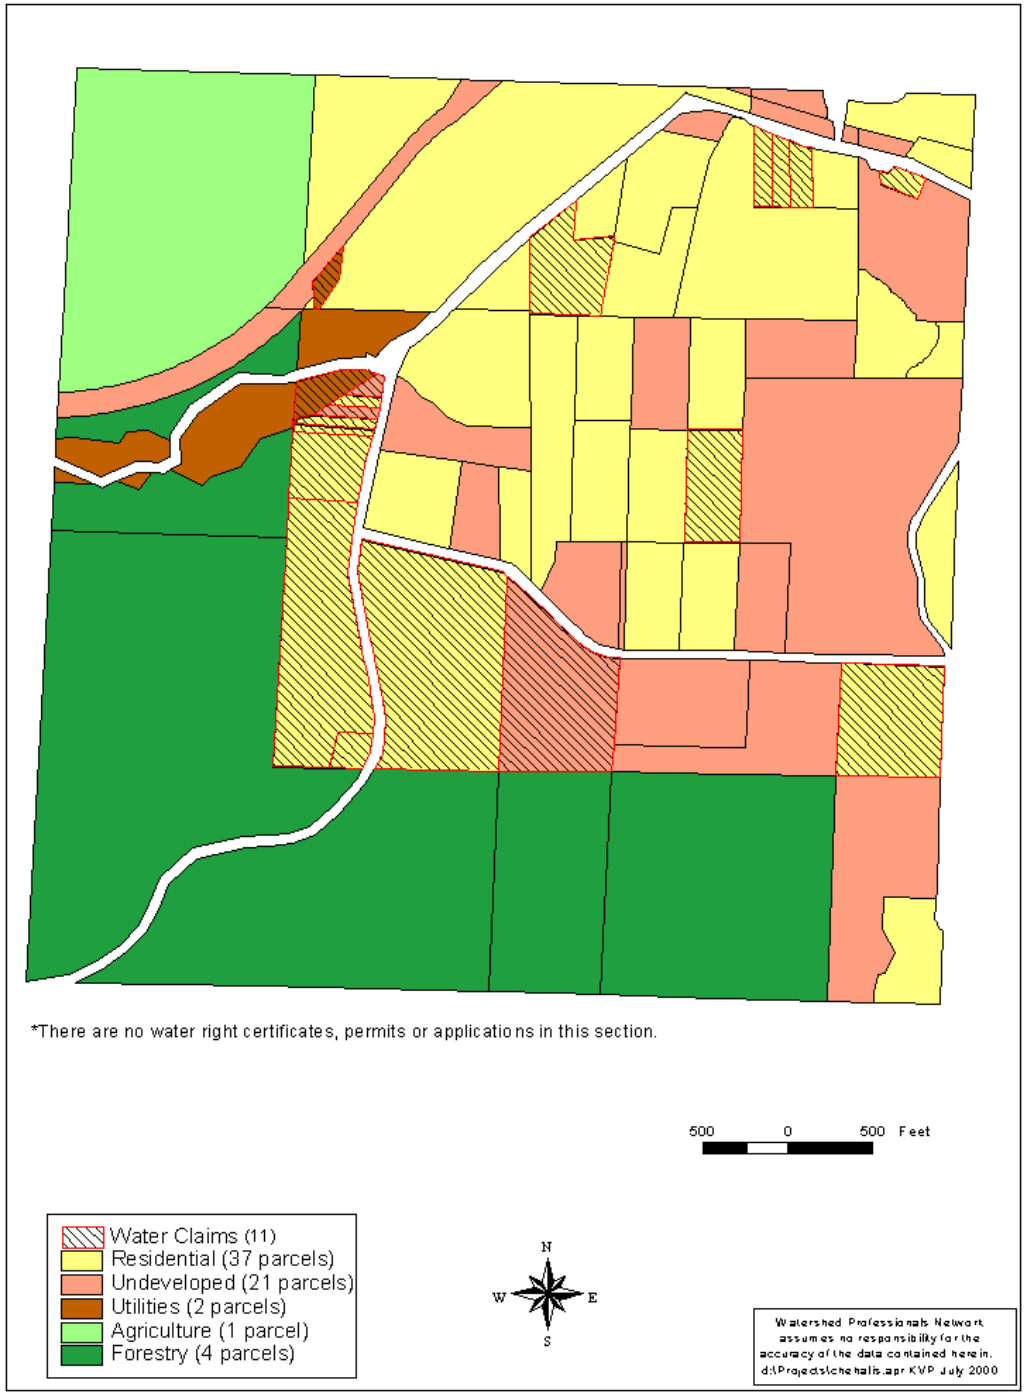 *There are no water right certificates, permits or applications in this section.
500 0 500 Feet
Water Claims (11)
Residential (37 parcels)
Undeveloped (21 parcels)
Utilities (2 parcels)
Agriculture (1 parcel)
Forestry (4 parcels)
N
W E
S
Watershed Professionals Network
assumes no responsibility for the
accuracy of the data contained herein.
d:\Projects\chehalis.apr KVP July 2000